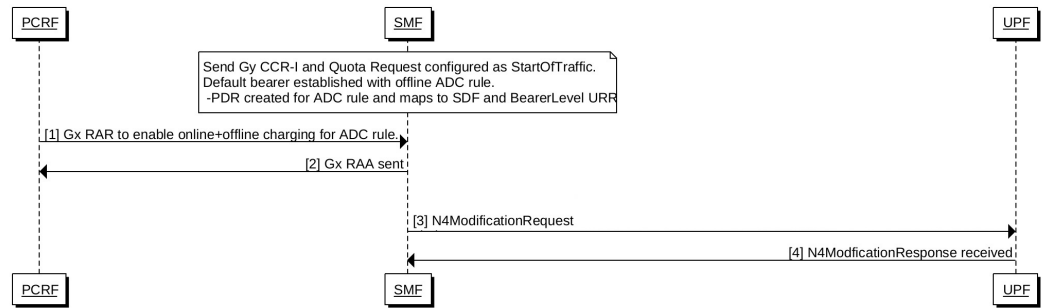 PCRF
SMF
UPF
Send Gy CCR-I and Quota Request configured as StartOfTraffic.
Default bearer established with offline ADC rule.
-PDR created for ADC rule and maps to SDF and BearerLevel URR
[1] Gx RAR to enable online+offline charging for ADC rule.
[2] Gx RAA sent
[3] N4ModificationRequest
[4] N4ModficationResponse received
PCRF
SMF
UPF